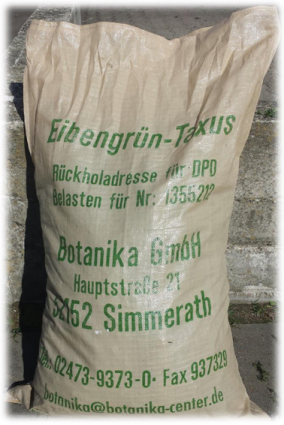 Eibengrün-Taxus
Rückholadresse für DPD
Belasten für Nr: 1355212
Botanika GmbH
Hauptstraße 21
52152 Simmerath
Tel. 02473-9373-0· Fax 937329
botanika@botanika-center.de